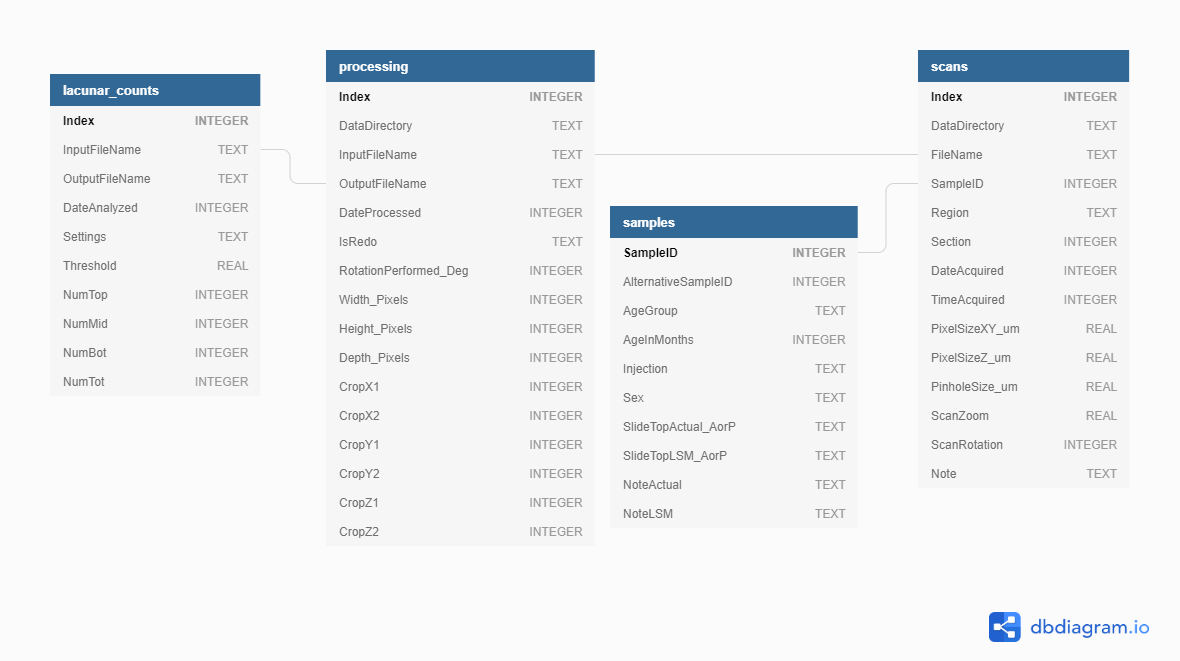 lacunar_counts
Index INTEGER
InputFileName TEXT
OutputFileName TEXT
DateAnalyzed INTEGER
Settings TEXT
Threshold REAL
NumTop INTEGER
NumMid INTEGER
NumBot INTEGER
NumTot INTEGER
processing
Index INTEGER
DataDirectory TEXT
InputFileName TEXT
OutputFileName TEXT
DateProcessed INTEGER
IsRedo TEXT
RotationPerformed_Deg INTEGER
Width_Pixels INTEGER
Height_Pixels INTEGER
Depth_Pixels INTEGER
CropX1 INTEGER
CropX2 INTEGER
CropY1 INTEGER
CropY2 INTEGER
CropZ1 INTEGER
CropZ2 INTEGER
samples
SampleID INTEGER
AlternativeSampleID INTEGER
AgeGroup TEXT
AgeInMonths INTEGER
Injection TEXT
Sex TEXT
SlideTopActual_AorP TEXT
SlideTopLSM_AorP TEXT
NoteActual TEXT
NoteLSM TEXT
scans
Index INTEGER
DataDirectory TEXT
FileName TEXT
SampleID INTEGER
Region TEXT
Section INTEGER
DateAcquired INTEGER
TimeAcquired INTEGER
PixelSizeXY_um REAL
PixelSizeZ_um REAL
PinholeSize_um REAL
ScanZoom REAL
ScanRotation INTEGER
Note TEXT
dbdiagram.io